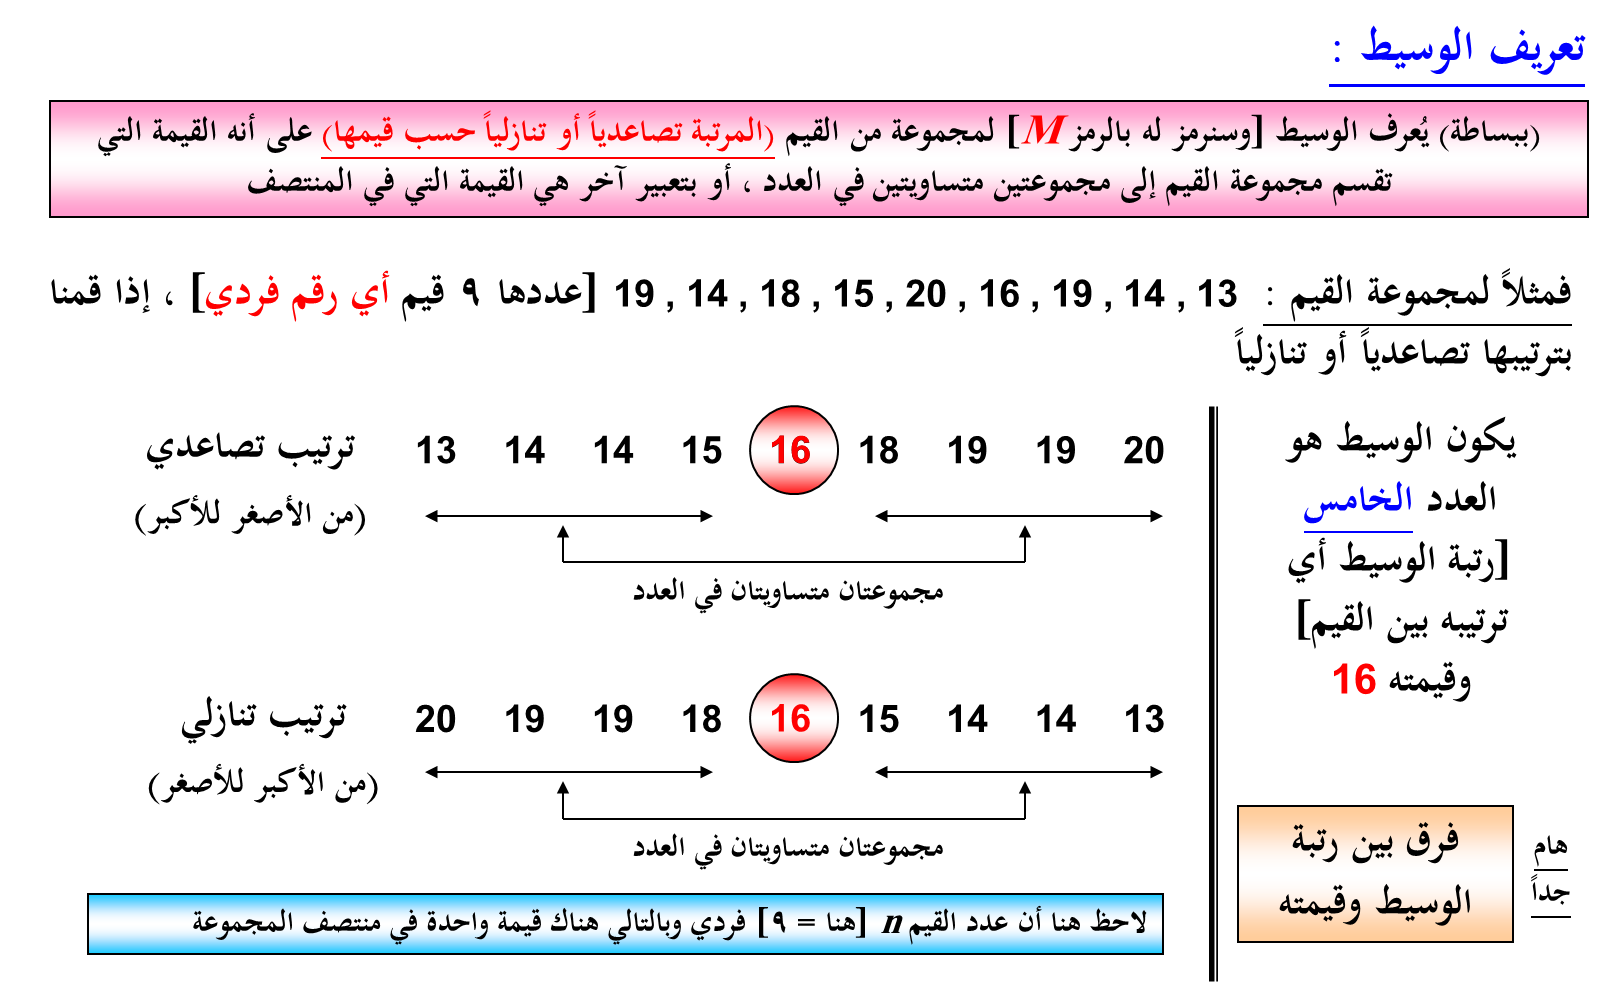 تعريف الوسيط :
(ببساطة) يُعرف الوسيط [وسنرمز له بالرمز M] لمجموعة من القيم (المرتبة تصاعدياً أو تنازلياً حسب قيمها) على أنه القيمة التي
تقسم مجموعة القيم إلى مجموعتين متساويتين في العدد ، أو بتعبير آخر هي القيمة التي في المنتصف
فمثلاً لمجموعة القيم : 19 , 14 , 18 , 15 , 20 , 16 , 19 , 14 , 13 [عددها ٩ قيم أي رقم فردي] ، إذا قمنا
بترتيبها تصاعدياً أو تنازلياً
يكون الوسيط هو
العدد الخامس
[رتبة الوسيط أي
ترتيبه بين القيم]
وقيمته 16
13 14 14 15 16 18 19 19 20
ترتيب تصاعدي
(من الأصغر للأكبر)
مجموعتان متساويتان في العدد
20 19 19 18 16 15 14 14 13
ترتيب تنازلي
(من الأكبر للأصغر)
مجموعتان متساويتان في العدد
هام
جداً
فرق بين رتبة
الوسيط وقيمته
لاحظ هنا أن عدد القيم n [هنا = ٩] فردي وبالتالي هناك قيمة واحدة في منتصف المجموعة